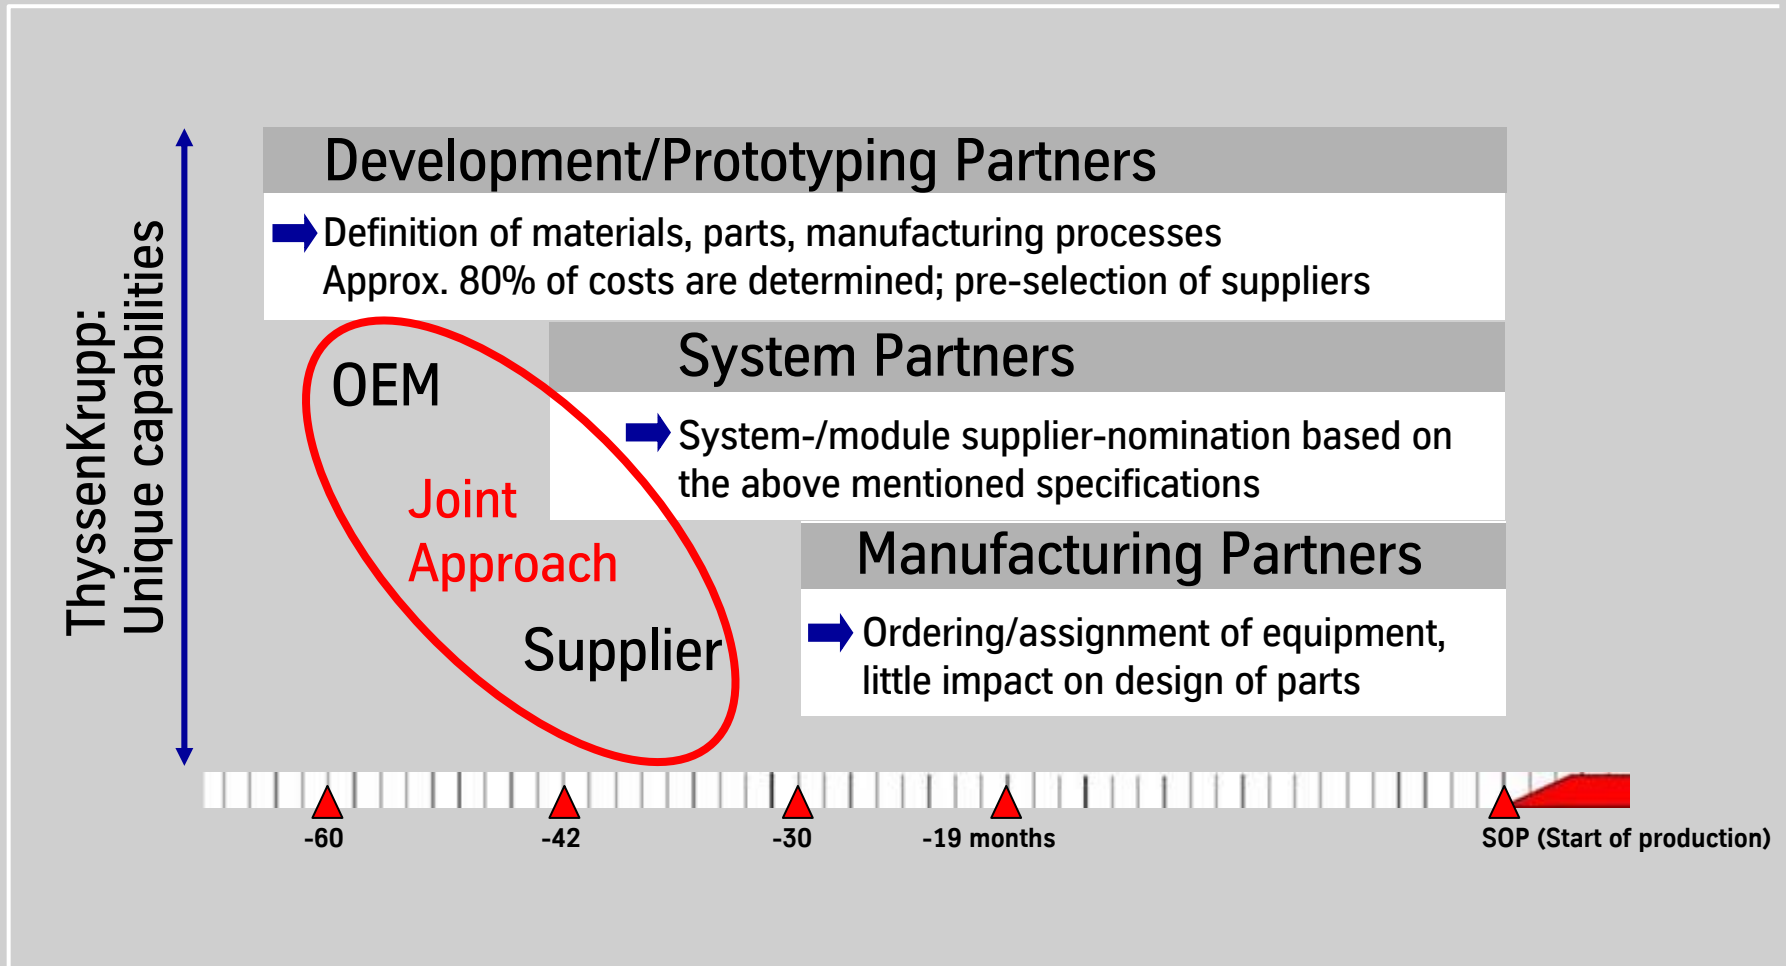 ThyssenKrupp:
Unique capabilities
Development/Prototyping Partners
Definition of materials, parts, manufacturing processes
Approx. 80% of costs are determined; pre-selection of suppliers
OEM
Joint
Approach
Supplier
System Partners
System-/module supplier-nomination based on
the above mentioned specifications
Manufacturing Partners
Ordering/assignment of equipment,
little impact on design of parts
-60
-42
-30
-19 months
SOP (Start of production)